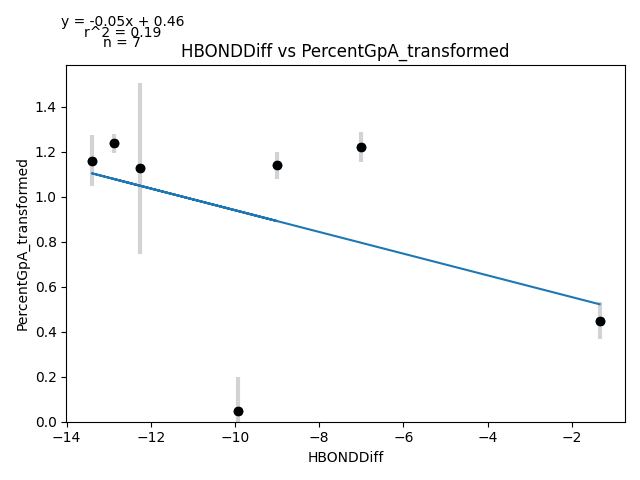 y = -0.05x + 0.46
r^2 = 0.19
n = 7
HBONDDiff vs PercentGpA_transformed
PercentGpA_transformed
1.4
1.2
1.0
0.8
0.6
0.4
0.2
0.0
−14
−12
−10
−8
−6
−4
−2
HBONDDiff